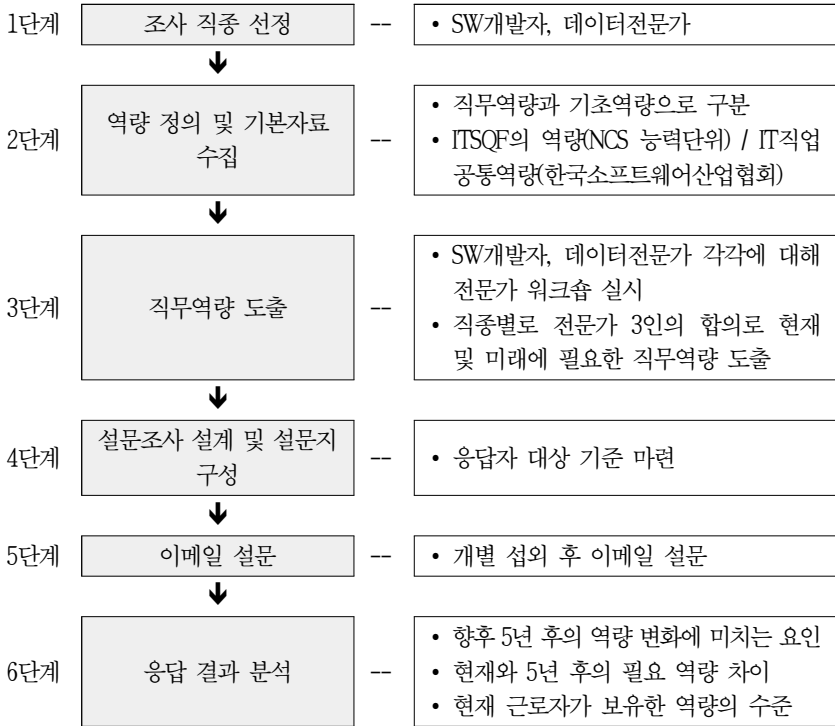 1단계 조사 직종 선정 -- • SW개발자, 데이터전문가
2단계 역량 정의 및 기본자료 수집 -- • 직무역량과 기초역량으로 구분
• ITSQF의 역량(NCS 능력단위) / IT직업
공통역량(한국소프트웨어산업협회)
3단계 직무역량 도출 -- • SW개발자, 데이터전문가 각각에 대해
전문가 워크숍 실시
• 직종별로 전문가 3인의 합의로 현재
및 미래에 필요한 직무역량 도출
4단계 설문조사 설계 및 설문지 구성 -- • 응답자 대상 기준 마련
5단계 이메일 설문 -- • 개별 섭외 후 이메일 설문
6단계 응답 결과 분석 -- • 향후 5년 후의 역량 변화에 미치는 요인
• 현재와 5년 후의 필요 역량 차이
• 현재 근로자가 보유한 역량의 수준